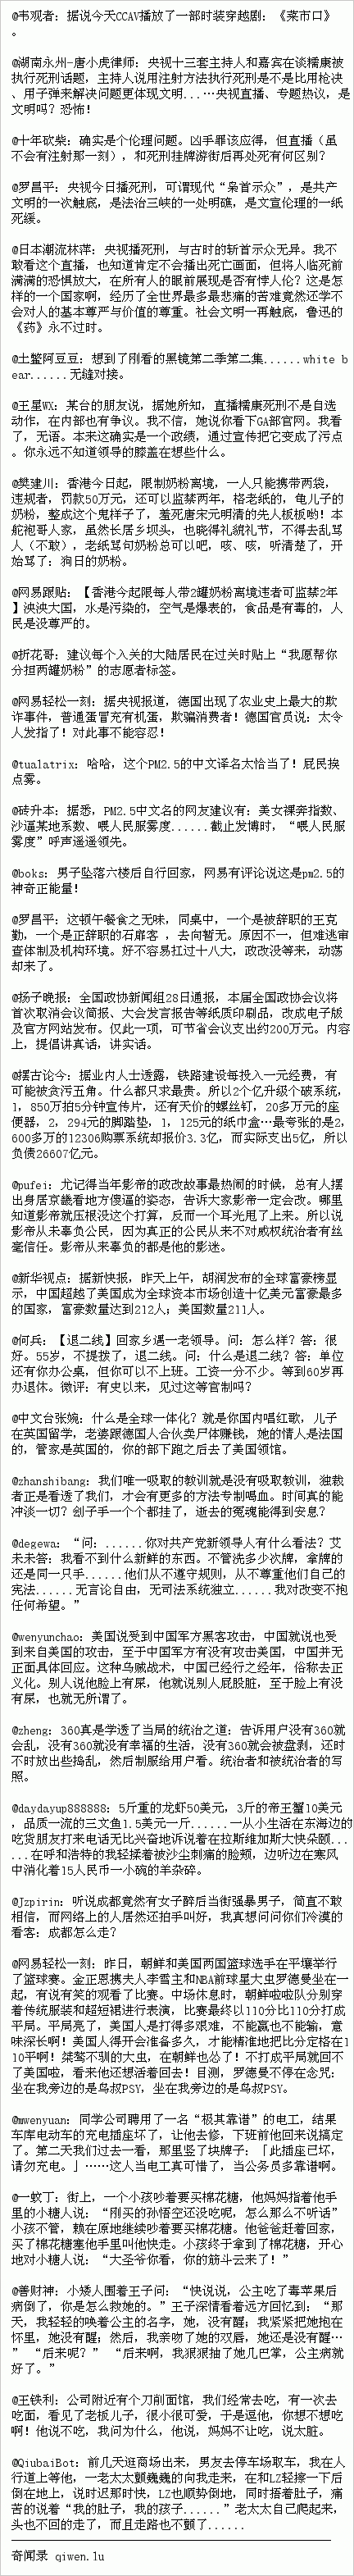 @韦观者：据说今天CCAV播放了一部时装穿越剧：《菜市口》
。
@湖南永州-唐小虎律师：央视十三套主持人和嘉宾在谈糯康被
执行死刑话题，主持人说用注射方法执行死刑是不是比用枪决
、用子弹来解决问题更体现文明......央视直播、专题热议，是
文明吗？恐怖！
@十年砍柴：确实是个伦理问题。凶手罪该应得，但直播（虽
不会有注射那一刻），和死刑挂牌游街后再处死有何区别？
@罗昌平：央视今日播死刑，可谓现代“枭首示众”，是共产
文明的一次触底，是法治三峡的一处明礁，是文宣伦理的一纸
死缓。
@日本潮流林萍：央视播死刑，与古时的斩首示众无异。我不
敢看这个直播，也知道肯定不会播出死亡画面，但将人临死前
满满的恐惧放大，在所有人的眼前展现是否有悖人伦？这是怎
样的一个国家啊，经历了全世界最多最悲痛的苦难竟然还学不
会对人的基本尊严与价值的尊重。社会文明一再触底，鲁迅的
《药》永不过时。
@土鳖阿豆豆：想到了刚看的黑镜第二季第二集......white b
ear......无缝对接。
@王星WX：某台的朋友说，据她所知，直播糯康死刑不是自选
动作，在内部也有争议。我不信，她说你看下GA部官网。我看
了，无语。本来这确实是一个政绩，通过宣传把它变成了污点
。你永远不知道领导的膝盖在想些什么。
@樊建川：香港今日起，限制奶粉离境，一人只能携带两袋，
违规者，罚款50万元，还可以监禁两年，格老纸的，龟儿子的
奶粉，整成这个鬼样子了，羞死唐宋元明清的先人板板哟！本
舵袍哥人家，虽然长居乡坝头，也晓得礼貌礼节，不得去乱骂
人（不敢），老纸骂句奶粉总可以吧，咳、咳，听清楚了，开
始骂了：狗日的奶粉。
@网易跟贴：【香港今起限每人带2罐奶粉离境违者可监禁2年
】泱泱大国，水是污染的，空气是爆表的，食品是有毒的，人
民是没尊严的。
@折花哥：建议每个入关的大陆居民在过关时贴上“我愿帮你
分担两罐奶粉”的志愿者标签。
@网易轻松一刻：据央视报道，德国出现了农业史上最大的欺
诈事件，普通蛋冒充有机蛋，欺骗消费者！德国官员说：太令
人发指了！对此事不能容忍！
@tualatrix：哈哈，这个PM2.5的中文译名太恰当了！屁民挨
点雾。
@砖升本：据悉，PM2.5中文名的网友建议有：美女裸奔指数、
沙逼某地系数、喂人民服雾度......截止发博时，“喂人民服
雾度”呼声遥遥领先。
@boks：男子坠落六楼后自行回家，网易有评论说这是pm2.5的
神奇正能量！
@罗昌平：这顿午餐食之无味，同桌中，一个是被辞职的王克
勤，一个是正辞职的石扉客 ，去向暂无。原因不一，但难逃审
查体制及机构环境。好不容易扛过十八大，政改没等来，动荡
却来了。
@扬子晚报：全国政协新闻组28日通报，本届全国政协会议将
首次取消会议简报、大会发言报告等纸质印刷品，改成电子版
及官方网站发布。仅此一项，可节省会议支出约200万元。内容
上，提倡讲真话，讲实话。
@摆古论今：据业内人士透露，铁路建设每投入一元经费，有
可能被贪污五角。什么都只求最贵。所以2个亿升级个破系统，
1，850万拍5分钟宣传片，还有天价的螺丝钉，20多万元的座
便器，2，294元的脚踏垫，1，125元的纸巾盒…最夸张的是2，
600多万的12306购票系统却报价3.3亿，而实际支出5亿，所以
负债26607亿元。
@pufei：尤记得当年影帝的政改故事最热闹的时候，总有人摆
出身居京畿看地方傻逼的姿态，告诉大家影帝一定会改。哪里
知道影帝就压根没这个打算，反而一个耳光甩了上来。所以说
影帝从未辜负公民，因为真正的公民从来不对威权统治者有丝
毫信任。影帝从来辜负的都是他的影迷。
@新华视点：据新快报，昨天上午，胡润发布的全球富豪榜显
示，中国超越了美国成为全球资本市场创造十亿美元富豪最多
的国家，富豪数量达到212人；美国数量211人。
@何兵：【退二线】回家乡遇一老领导。问：怎么样？答：很
好。55岁，不提拨了，退二线。问：什么是退二线？答：单位
还有你办公桌，但你可以不上班。工资一分不少。等到60岁再
办退休。微评：有史以来，见过这等官制吗？
@中文台张婉：什么是全球一体化？就是你国内唱红歌，儿子
在英国留学，老婆跟德国人合伙卖尸体赚钱，她的情人是法国
的，管家是英国的，你的部下跑之后去了美国领馆。
@zhanshibang：我们唯一吸取的教训就是没有吸取教训，独裁
者正是看透了我们，才会有更多的方法专制喝血。时间真的能
冲淡一切？刽子手一个个都挂了，逝去的冤魂能得到安息？
@degewa：“问：......你对共产党新领导人有什么看法？艾
未未答：我看不到什么新鲜的东西。不管洗多少次牌，拿牌的
还是同一只手......他们从不遵守规则，从不尊重他们自己的
宪法......无言论自由，无司法系统独立......我对改变不抱
任何希望。”
@wenyunchao：美国说受到中国军方黑客攻击，中国就说也受
到来自美国的攻击，至于中国军方有没有攻击美国，中国并无
正面具体回应。这种乌贼战术，中国已经行之经年，俗称去正
义化。别人说他脸上有屎，他就说别人屁股脏，至于脸上有没
有屎，也就无所谓了。
@zheng：360真是学透了当局的统治之道：告诉用户没有360就
会乱，没有360就没有幸福的生活，没有360就会被盘剥，还时
不时放出些捣乱，然后制服给用户看。统治者和被统治者的写
照。
@daydayup888888：5斤重的龙虾50美元，3斤的帝王蟹10美元
，品质一流的三文鱼1.5美元一斤......一从小生活在东海边的
吃货朋友打来电话无比兴奋地诉说着在拉斯维加斯大快朵颐...
...在呼和浩特的我轻揉着被沙尘刺痛的脸颊，边听边在寒风
中消化着15人民币一小碗的羊杂碎。
@Jzpirin：听说成都竟然有女子醉后当街强暴男子，简直不敢
相信，而网络上的人居然还拍手叫好，我真想问问你们冷漠的
看客：成都怎么走？
@网易轻松一刻：昨日，朝鲜和美国两国篮球选手在平壤举行
了篮球赛。金正恩携夫人李雪主和NBA前球星大虫罗德曼坐在一
起，有说有笑的观看了比赛。中场休息时，朝鲜啦啦队分别穿
着传统服装和超短裙进行表演，比赛最终以110分比110分打成
平局。平局亮了，美国人是打得多艰难，不能赢也不能输，意
味深长啊！美国人得开会准备多久，才能精准地把比分定格在1
10平啊！桀骜不驯的大虫，在朝鲜也怂了！不打成平局就回不
了美国啦，看来他还想活着回去！目测，罗德曼不停在念咒：
坐在我旁边的是鸟叔PSY，坐在我旁边的是鸟叔PSY。
@mwenyuan：同学公司聘用了一名“极其靠谱”的电工，结果
车库电动车的充电插座坏了，让他去修，下班前他回来说搞定
了。第二天我们过去一看，那里竖了块牌子：「此插座已坏，
请勿充电。」……这人当电工真可惜了，当公务员多靠谱啊。
@一蚊丁：街上，一个小孩吵着要买棉花糖，他妈妈指着他手
里的小糖人说：“刚买的孙悟空还没吃呢，怎么那么不听话”
小孩不管，赖在原地继续吵着要买棉花糖。他爸爸赶着回家，
买了棉花糖塞他手里叫他快走。小孩终于拿到了棉花糖，开心
地对小糖人说：“大圣爷你看，你的筋斗云来了！”
@善财神：小矮人围着王子问：“快说说，公主吃了毒苹果后
病倒了，你是怎么救她的。”王子深情看着远方回忆到：“那
天，我轻轻的唤着公主的名字，她，没有醒；我紧紧把她抱在
怀里，她没有醒；然后，我亲吻了她的双唇，她还是没有醒…
” “后来呢？” “后来啊，我狠狠抽了她几巴掌，公主病就
好了。”
@王铁利：公司附近有个刀削面馆，我们经常去吃，有一次去
吃面，看见了老板儿子，很小很可爱，于是逗他，你想不想吃
啊！他说不吃，我问为什么，他说，妈妈不让吃，说太脏。
@QiubaiBot：前几天逛商场出来，男友去停车场取车，我在人
行道上等他，一老太太颤巍巍的向我走来，在和LZ轻擦一下后
倒在地上，说时迟那时快，LZ也顺势倒地，同时捂着肚子，痛
苦的说着“我的肚子，我的孩子......”老太太自己爬起来，
头也不回的走了，而且走路也不颤了......
奇闻录 qiwen.lu